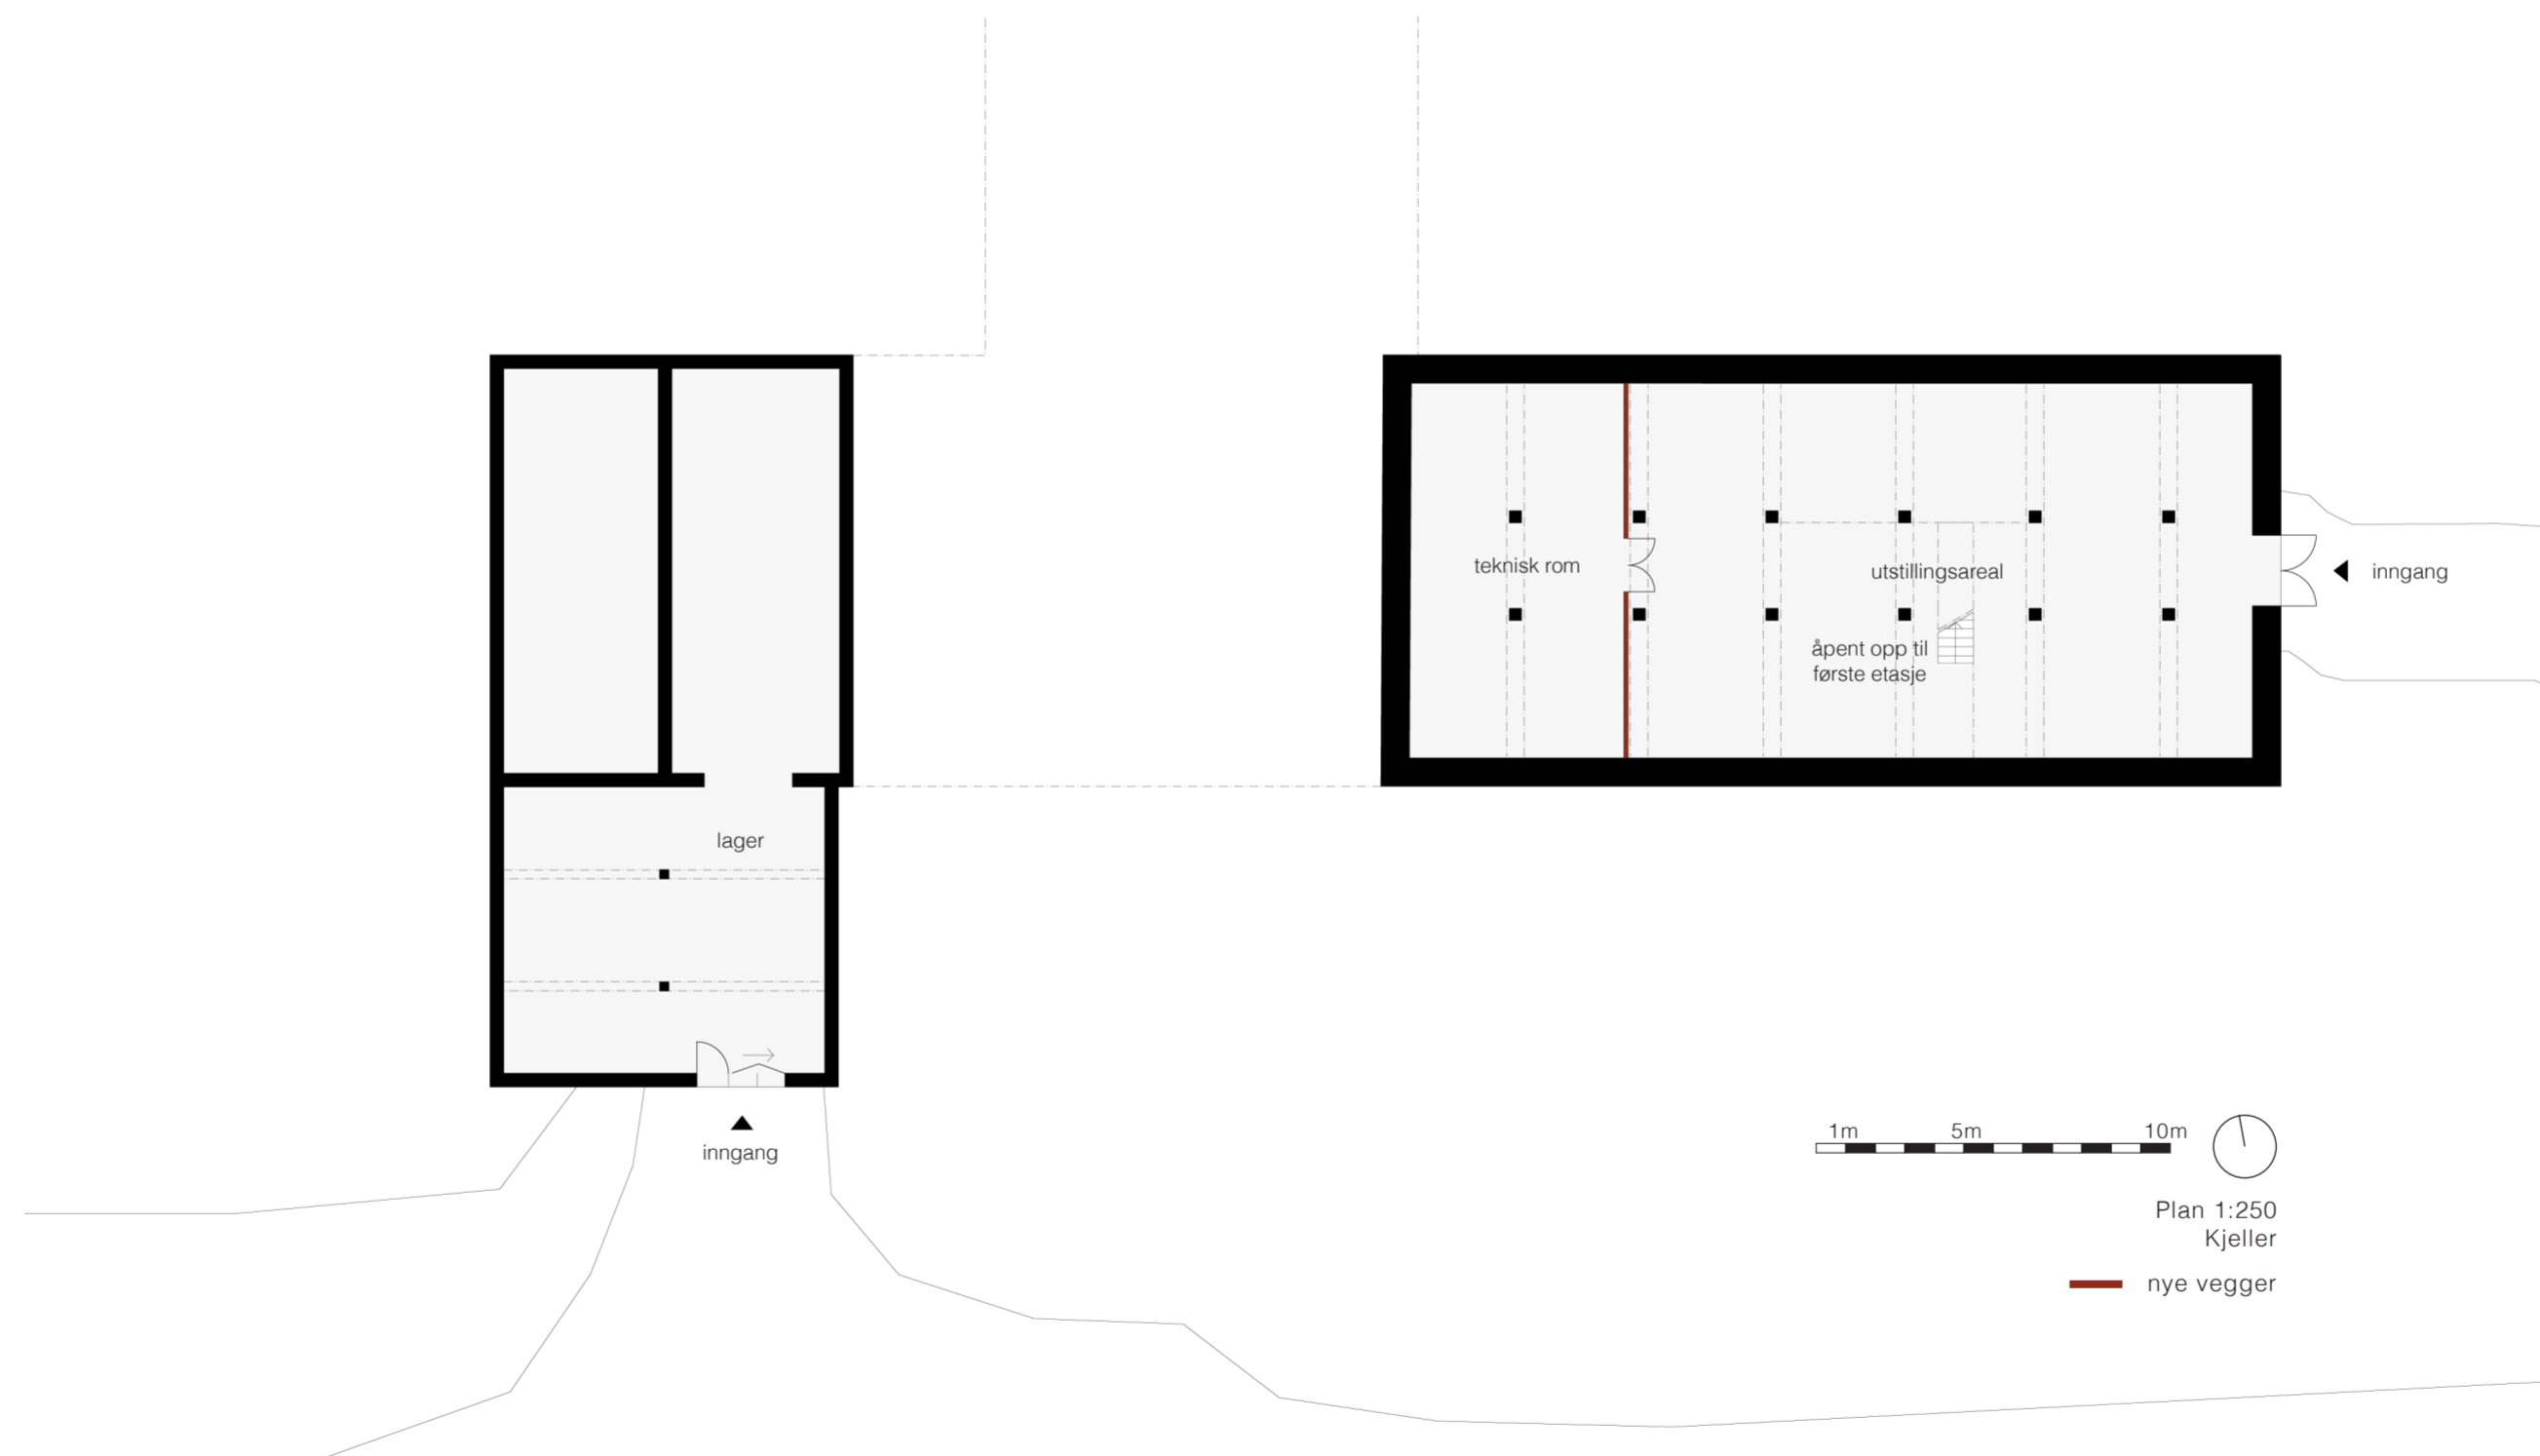 teknisk rom
utstillingsareal
inngang
åpent opp til
første etasje
lager
inngang
1m 5m 10m
Plan 1:250
Kjeller
nye vegger